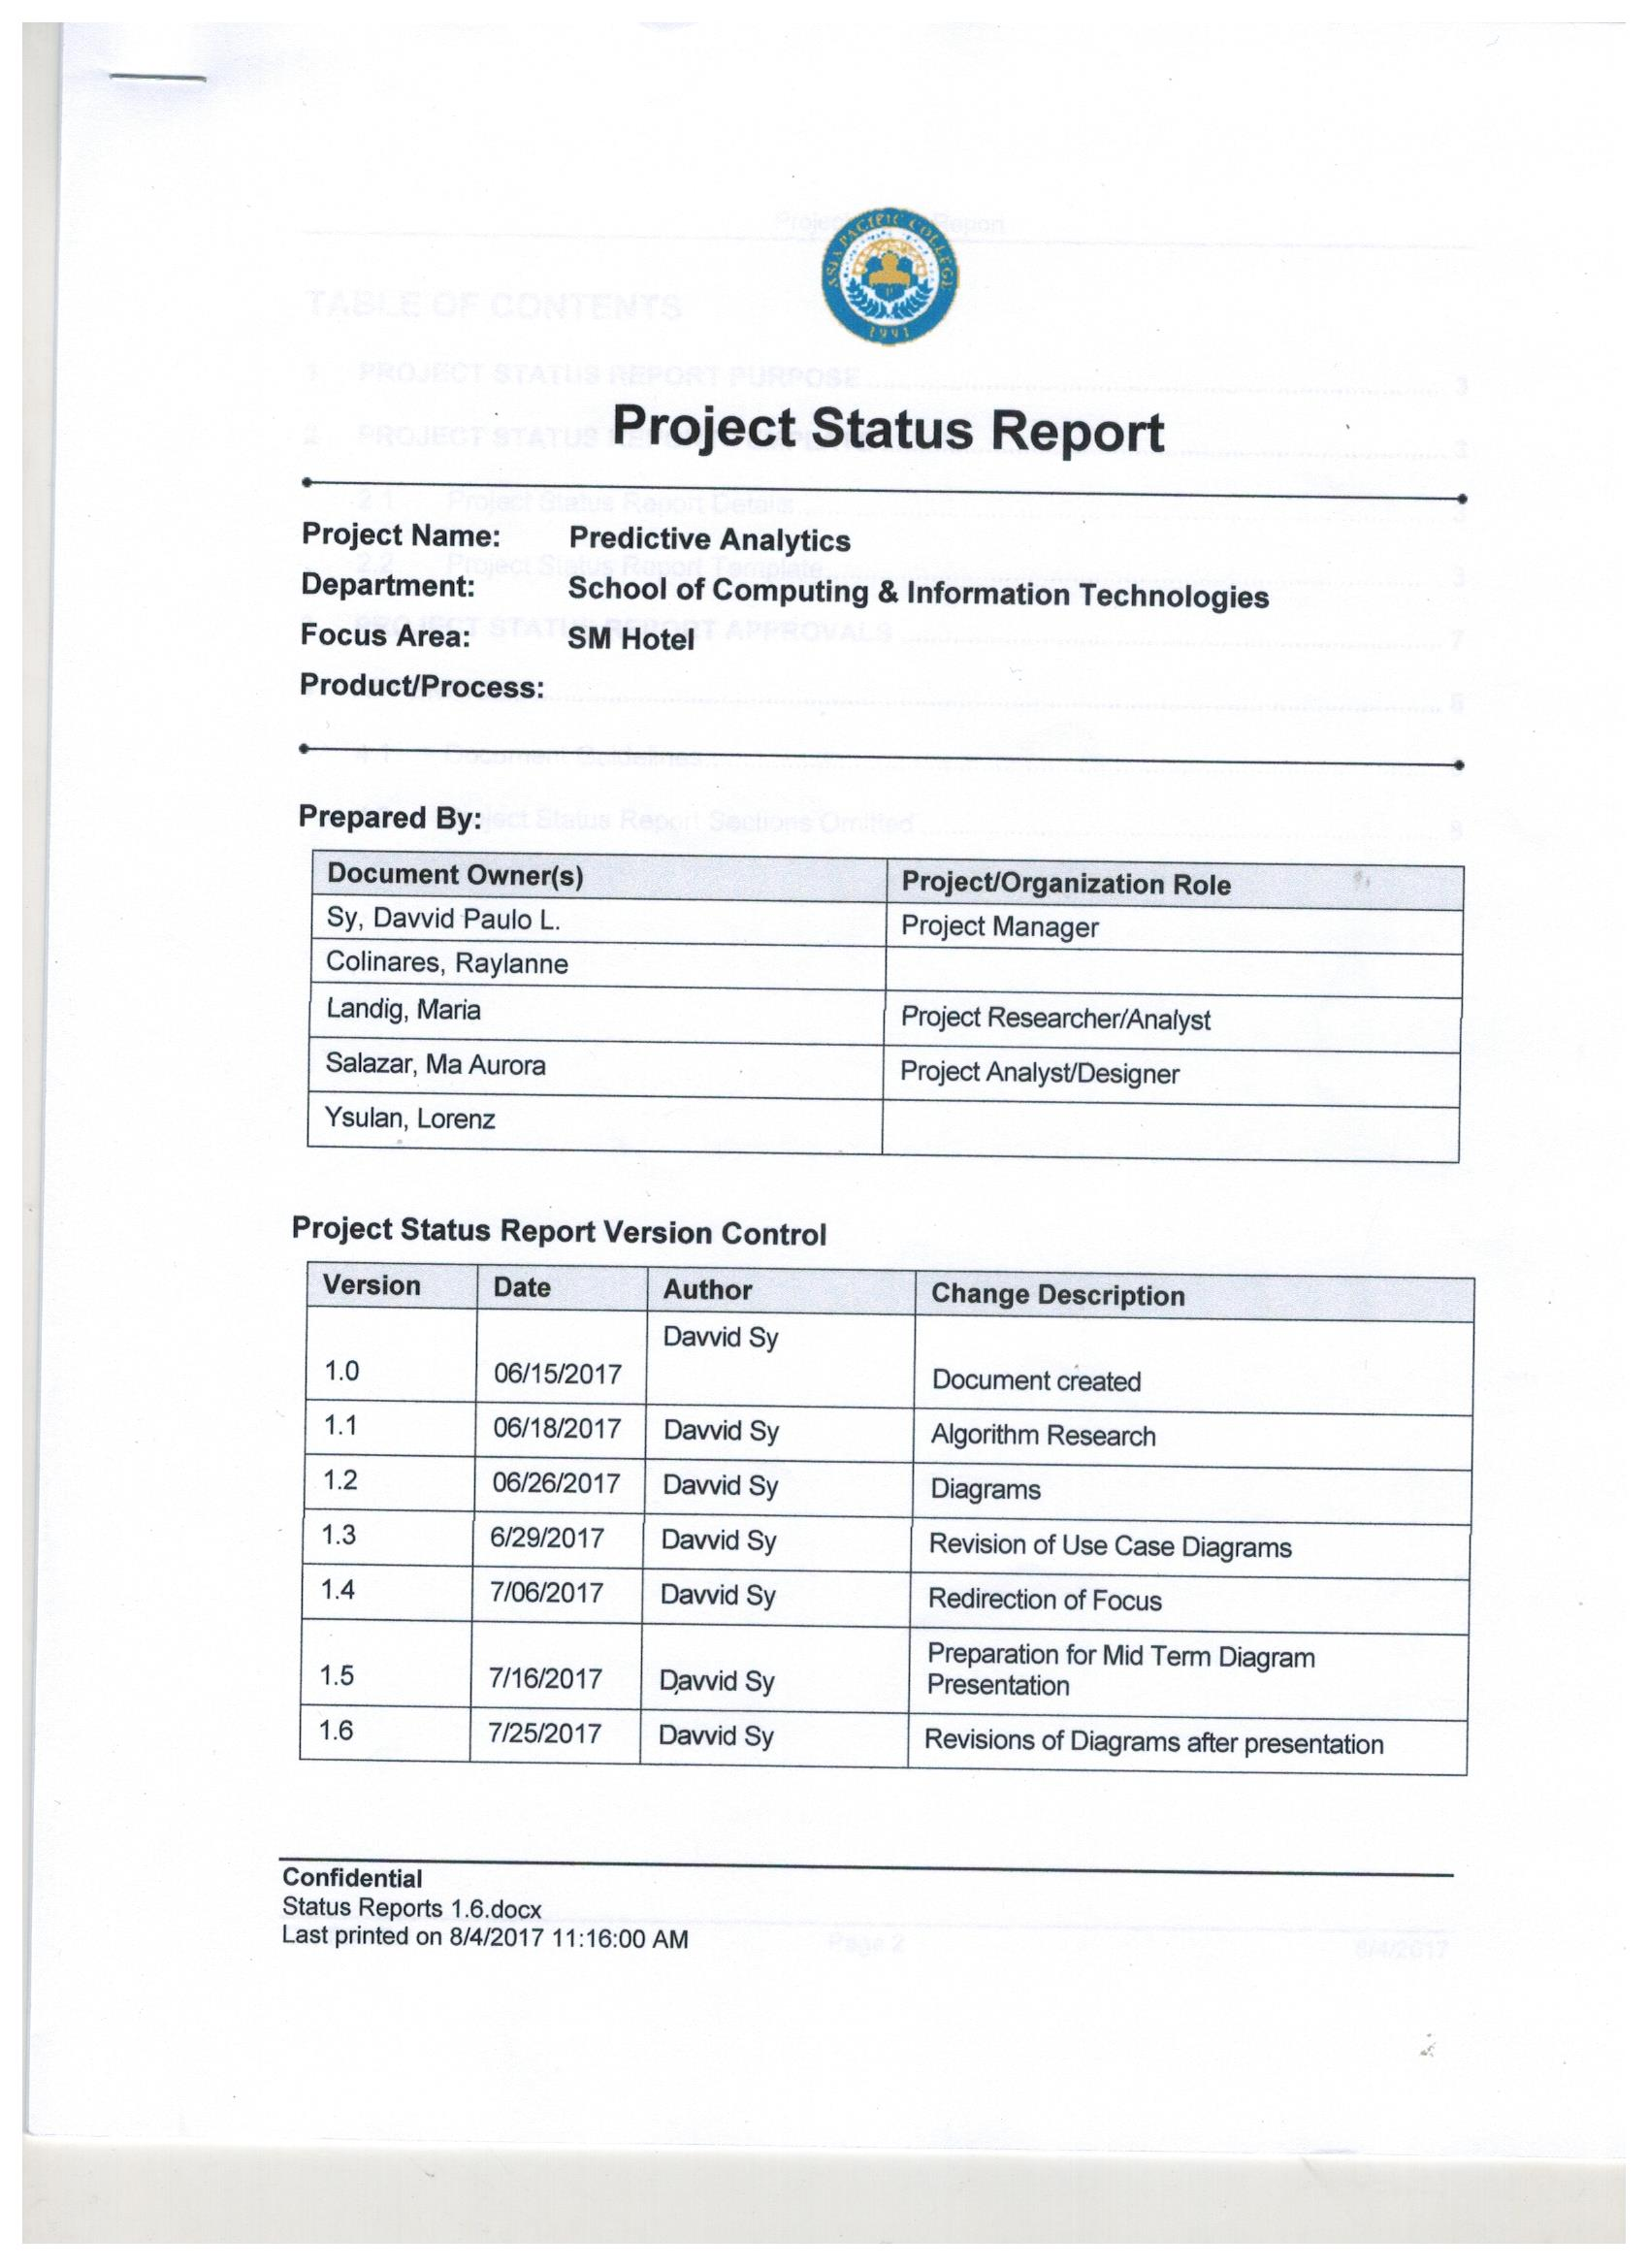 ASIA PACIFIC COLLEGE
1991
Project Status Report
Project Name: Predictive Analytics
Department: School of Computing & Information Technologies
Focus Area: SM Hotel
Product/Process:
Prepared By:
Document Owner(s) Project/Organization Role
Sy, Davvid Paulo L. Project Manager
Colinares, Raylanne
Landig, Maria Project Researcher/Analyst
Salazar, Ma Aurora Project Analyst/Designer
Ysulan, Lorenz
Project Status Report Version Control
Version Date Author Change Description
1.0 06/15/2017 Davvid Sy Document created
1.1 06/18/2017 Davvid Sy Algorithm Research
1.2 06/26/2017 Davvid Sy Diagrams
1.3 6/29/2017 Davvid Sy Revision of Use Case Diagrams
1.4 7/06/2017 Davvid Sy Redirection of Focus
1.5 7/16/2017 Davvid Sy Preparation for Mid Term Diagram
Presentation
1.6 7/25/2017 Davvid Sy Revisions of Diagrams after presentation
Confidential
Status Reports 1.6.docx
Last printed on 8/4/2017 11:16:00 AM